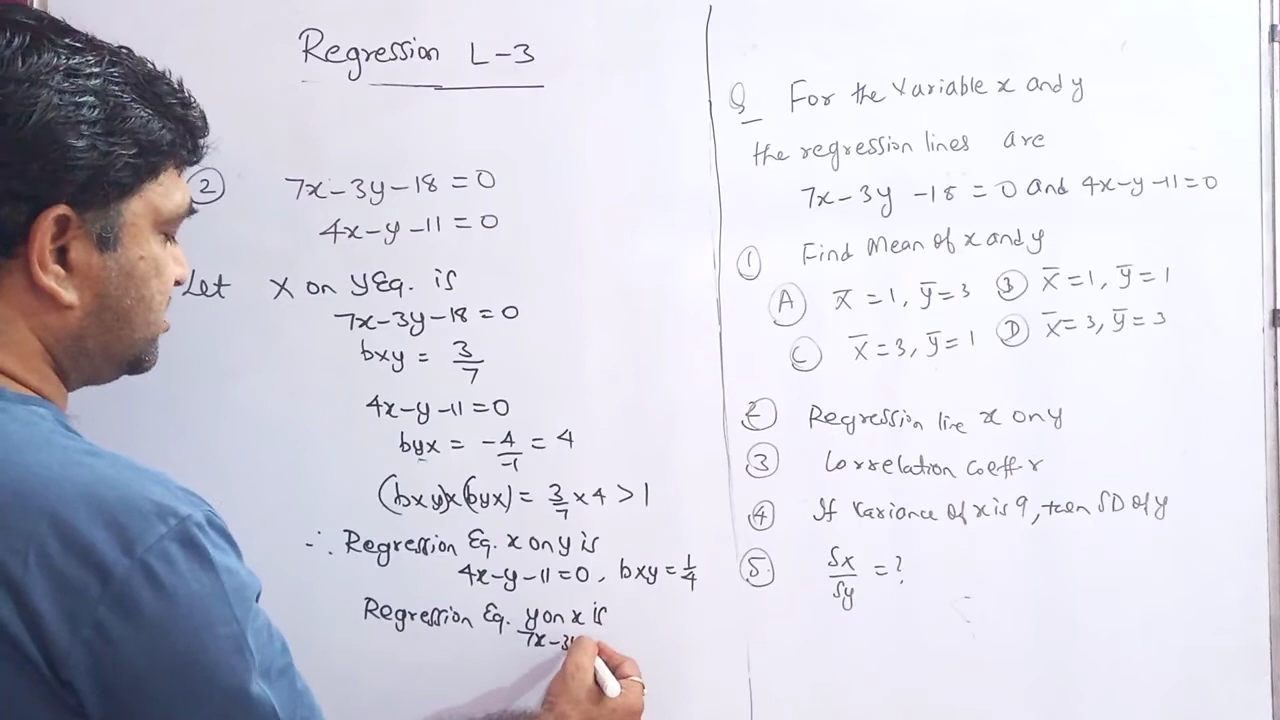 Regression L-3
② 7x-3y-18=0
4x-y-11=0
Let X on Y Eq. is
7x-3y-18=0
bxy = 3/7
4x-y-11=0
byx = -4/-1 = 4
(bxy)x(byx) = 3/7 x 4 > 1
∴ Regression Eq. x on y is
4x-y-11=0, bxy = 1/4
Regression Eq. y on x is
7x-3y
Q For the Variable x and y
the regression lines are
7x-3y-18=0 and 4x-y-11=0
① Find Mean of x and y
Ⓐ x̄=1, ȳ=3 Ⓑ x̄=1, ȳ=1
Ⓒ x̄=3, ȳ=1 Ⓓ x̄=3, ȳ=3
② Regression line x on y
③ Correlation coeff r
④ If Variance of x is 9, then SD of y
⑤ Sx/Sy = ?